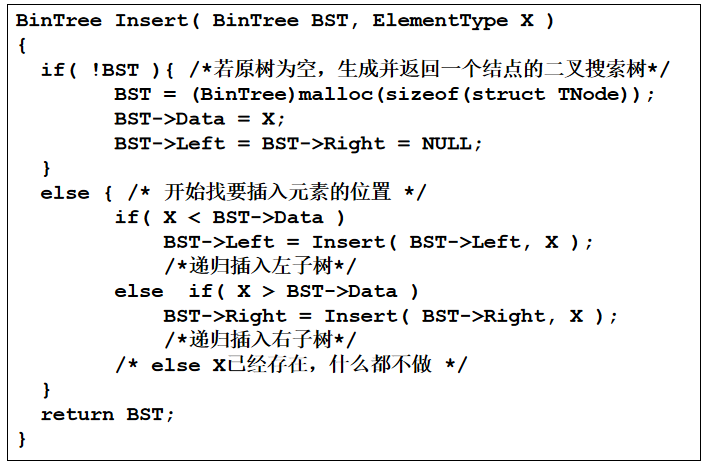 BinTree Insert( BinTree BST, ElementType X )
{
  if( !BST ){ /*若原树为空，生成并返回一个结点的二叉搜索树*/
        BST = (BinTree)malloc(sizeof(struct TNode));
        BST->Data = X;
        BST->Left = BST->Right = NULL;
  }
  else { /* 开始找要插入元素的位置 */
        if( X < BST->Data )
            BST->Left = Insert( BST->Left, X );
            /*递归插入左子树*/
        else  if( X > BST->Data )
            BST->Right = Insert( BST->Right, X );
            /*递归插入右子树*/
        /* else X已经存在，什么都不做 */
  }
  return BST;
}